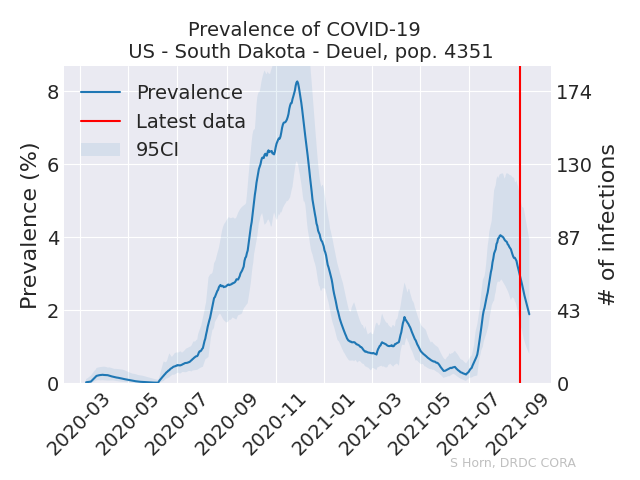 Prevalence of COVID-19
US - South Dakota - Deuel, pop. 4351
Prevalence
Latest data
95CI
Prevalence (%)
8
6
4
2
0
174
130
87
43
0
# of infections
2020-03
2020-05
2020-07
2020-09
2020-11
2021-01
2021-03
2021-05
2021-07
2021-09
S Horn, DRDC CORA